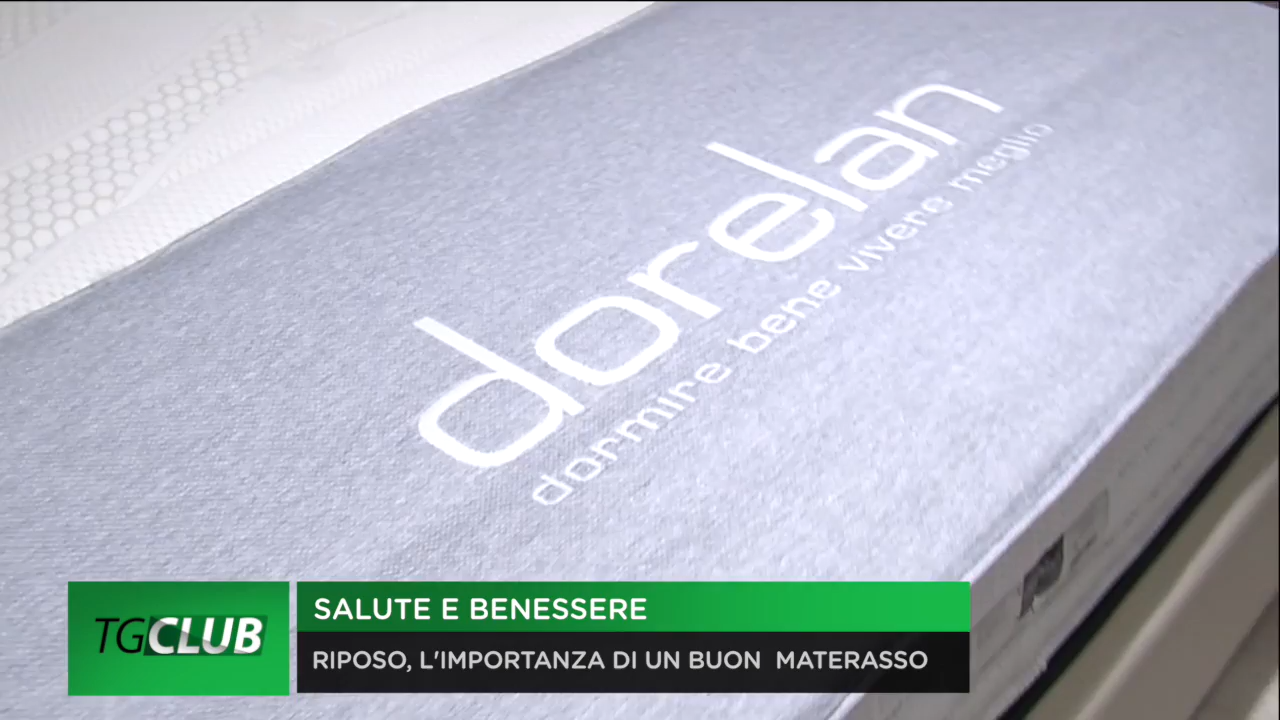 dorelan
dormire bene vivere meglio
TGCLUB
SALUTE E BENESSERE
RIPOSO, L'IMPORTANZA DI UN BUON  MATERASSO